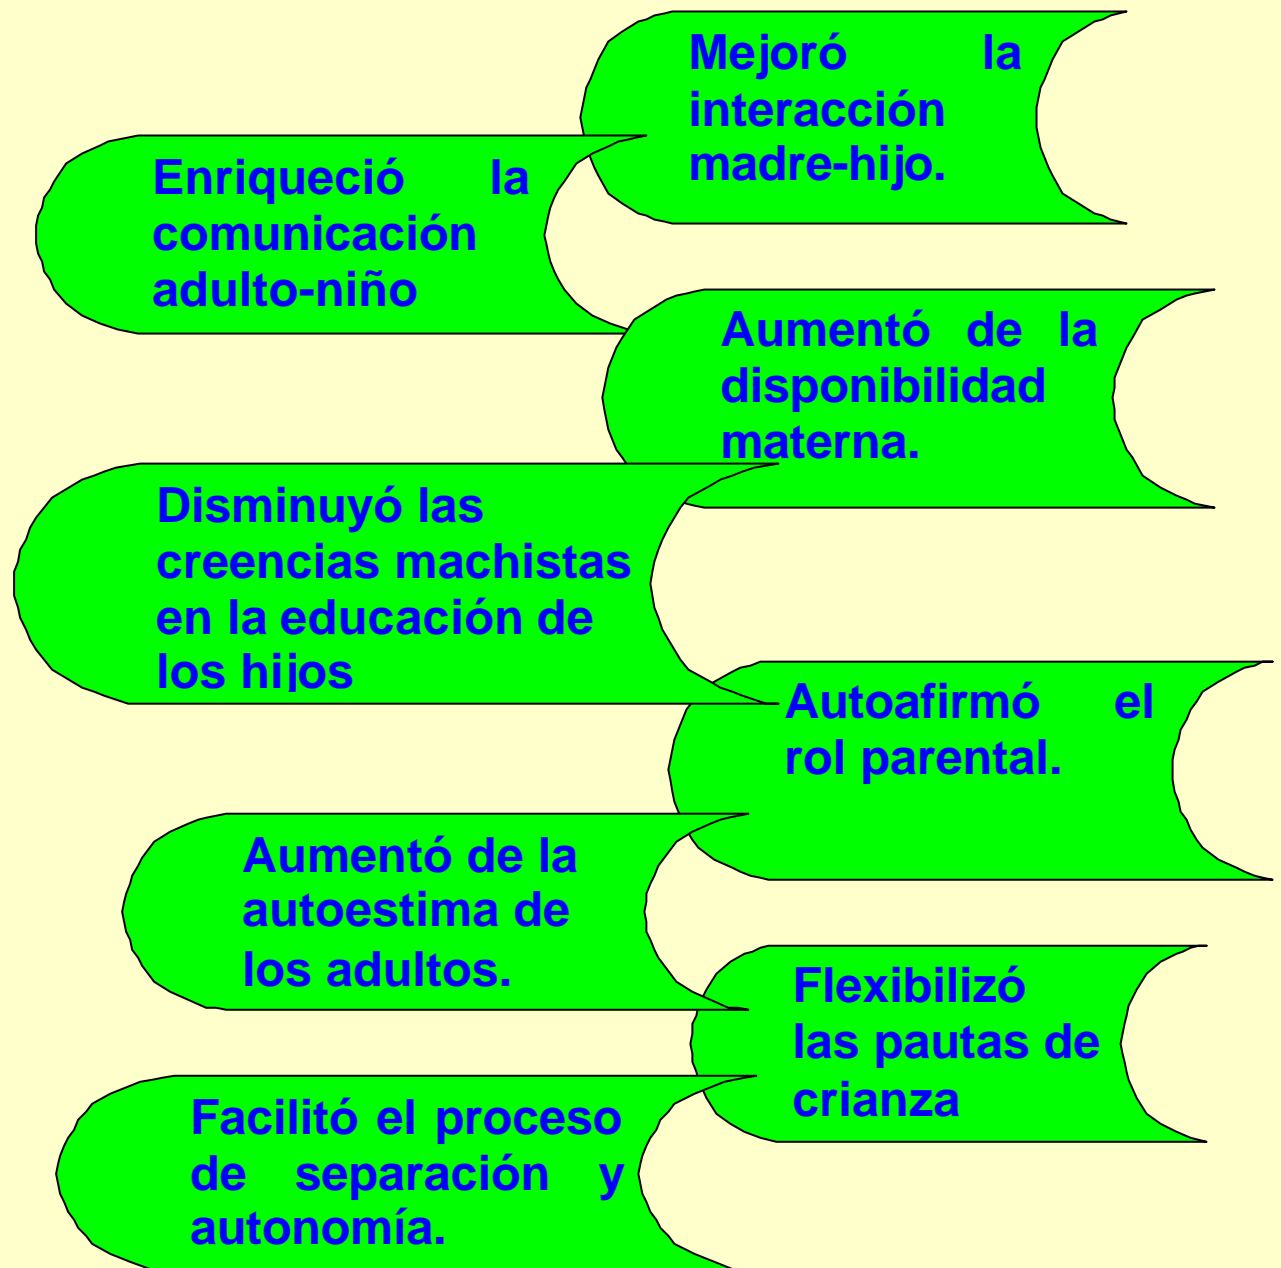 Mejoró la
interacción
madre-hijo.
Enriqueció la
comunicación
adulto-niño
Aumentó de la
disponibilidad
materna.
Disminuyó las
creencias machistas
en la educación de
los hijos
Autoafirmó el
rol parental.
Aumentó de la
autoestima de
los adultos.
Flexibilizó
las pautas de
crianza
Facilitó el proceso
de separación y
autonomía.